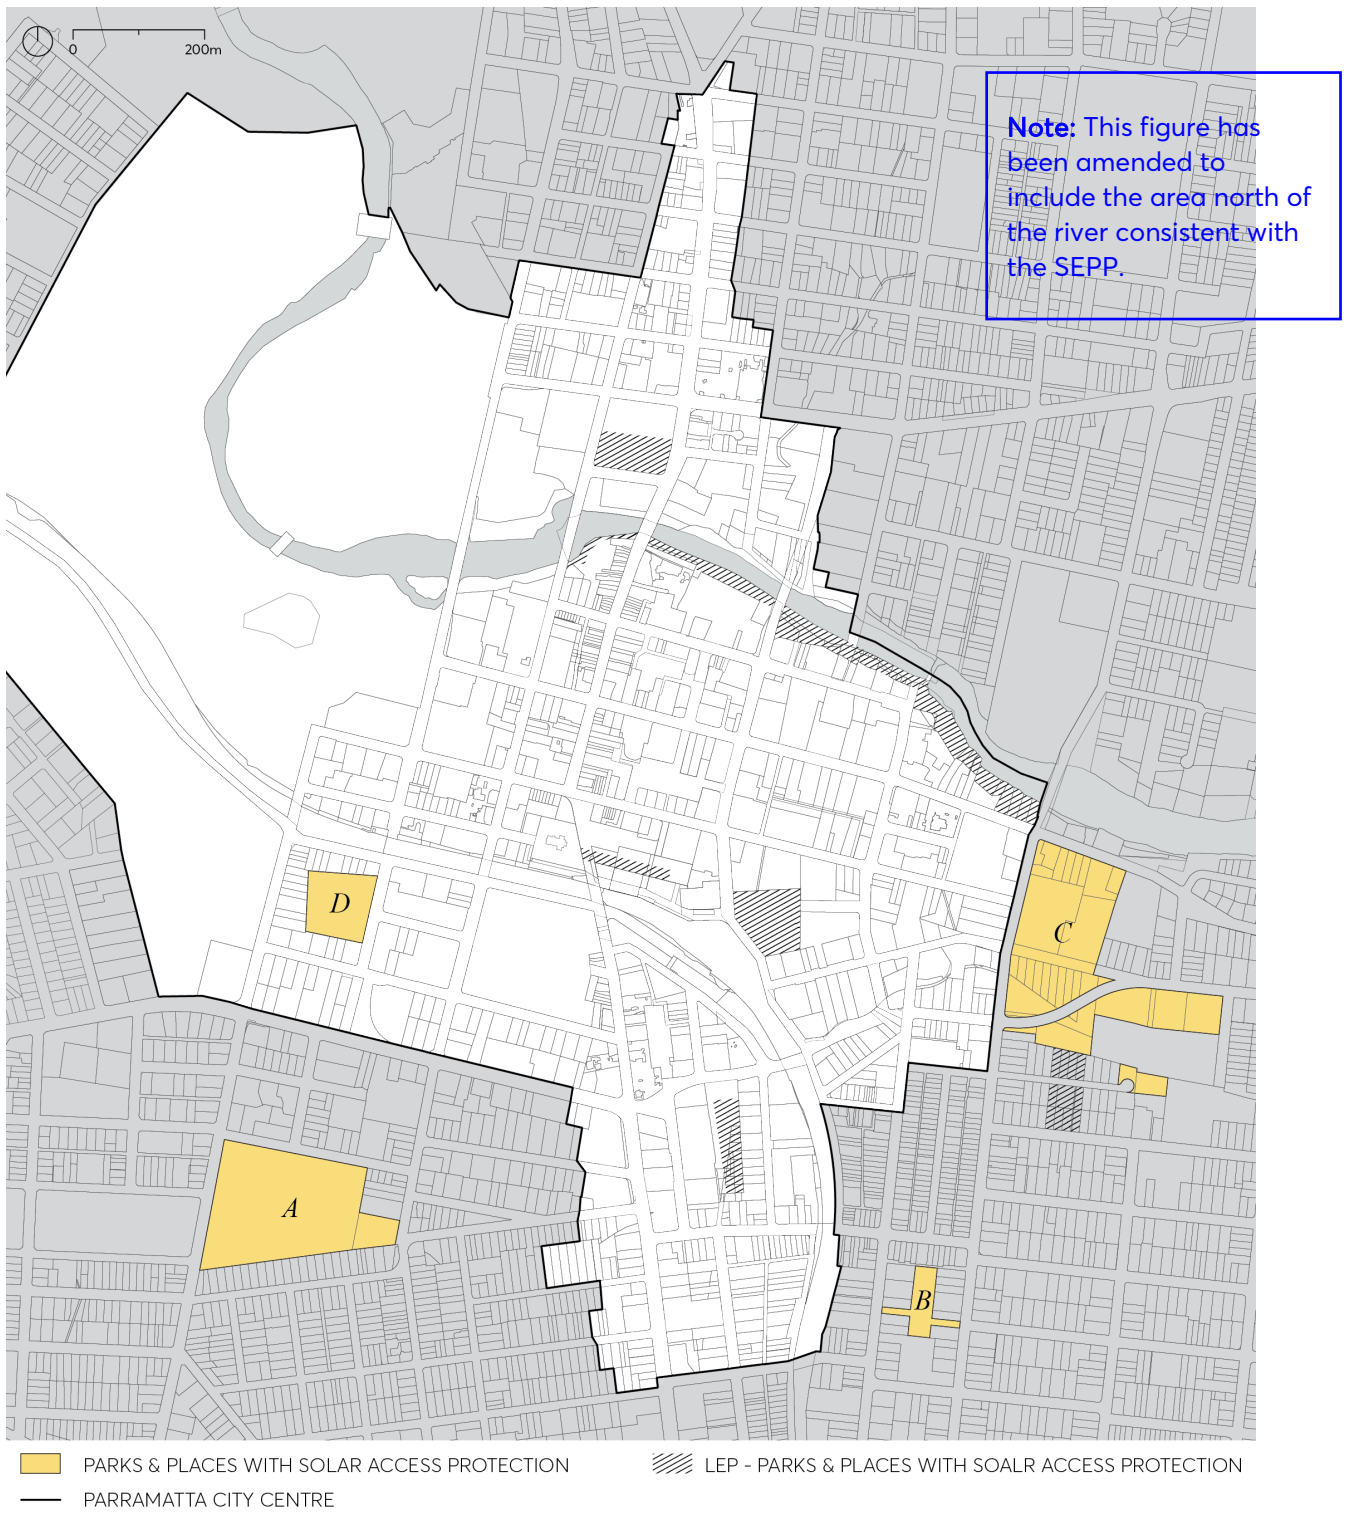 0 200m
Note: This figure has
been amended to
include the area north of
the river consistent with
the SEPP.
D
C
A
B
PARKS & PLACES WITH SOLAR ACCESS PROTECTION
LEP - PARKS & PLACES WITH SOALR ACCESS PROTECTION
PARRAMATTA CITY CENTRE